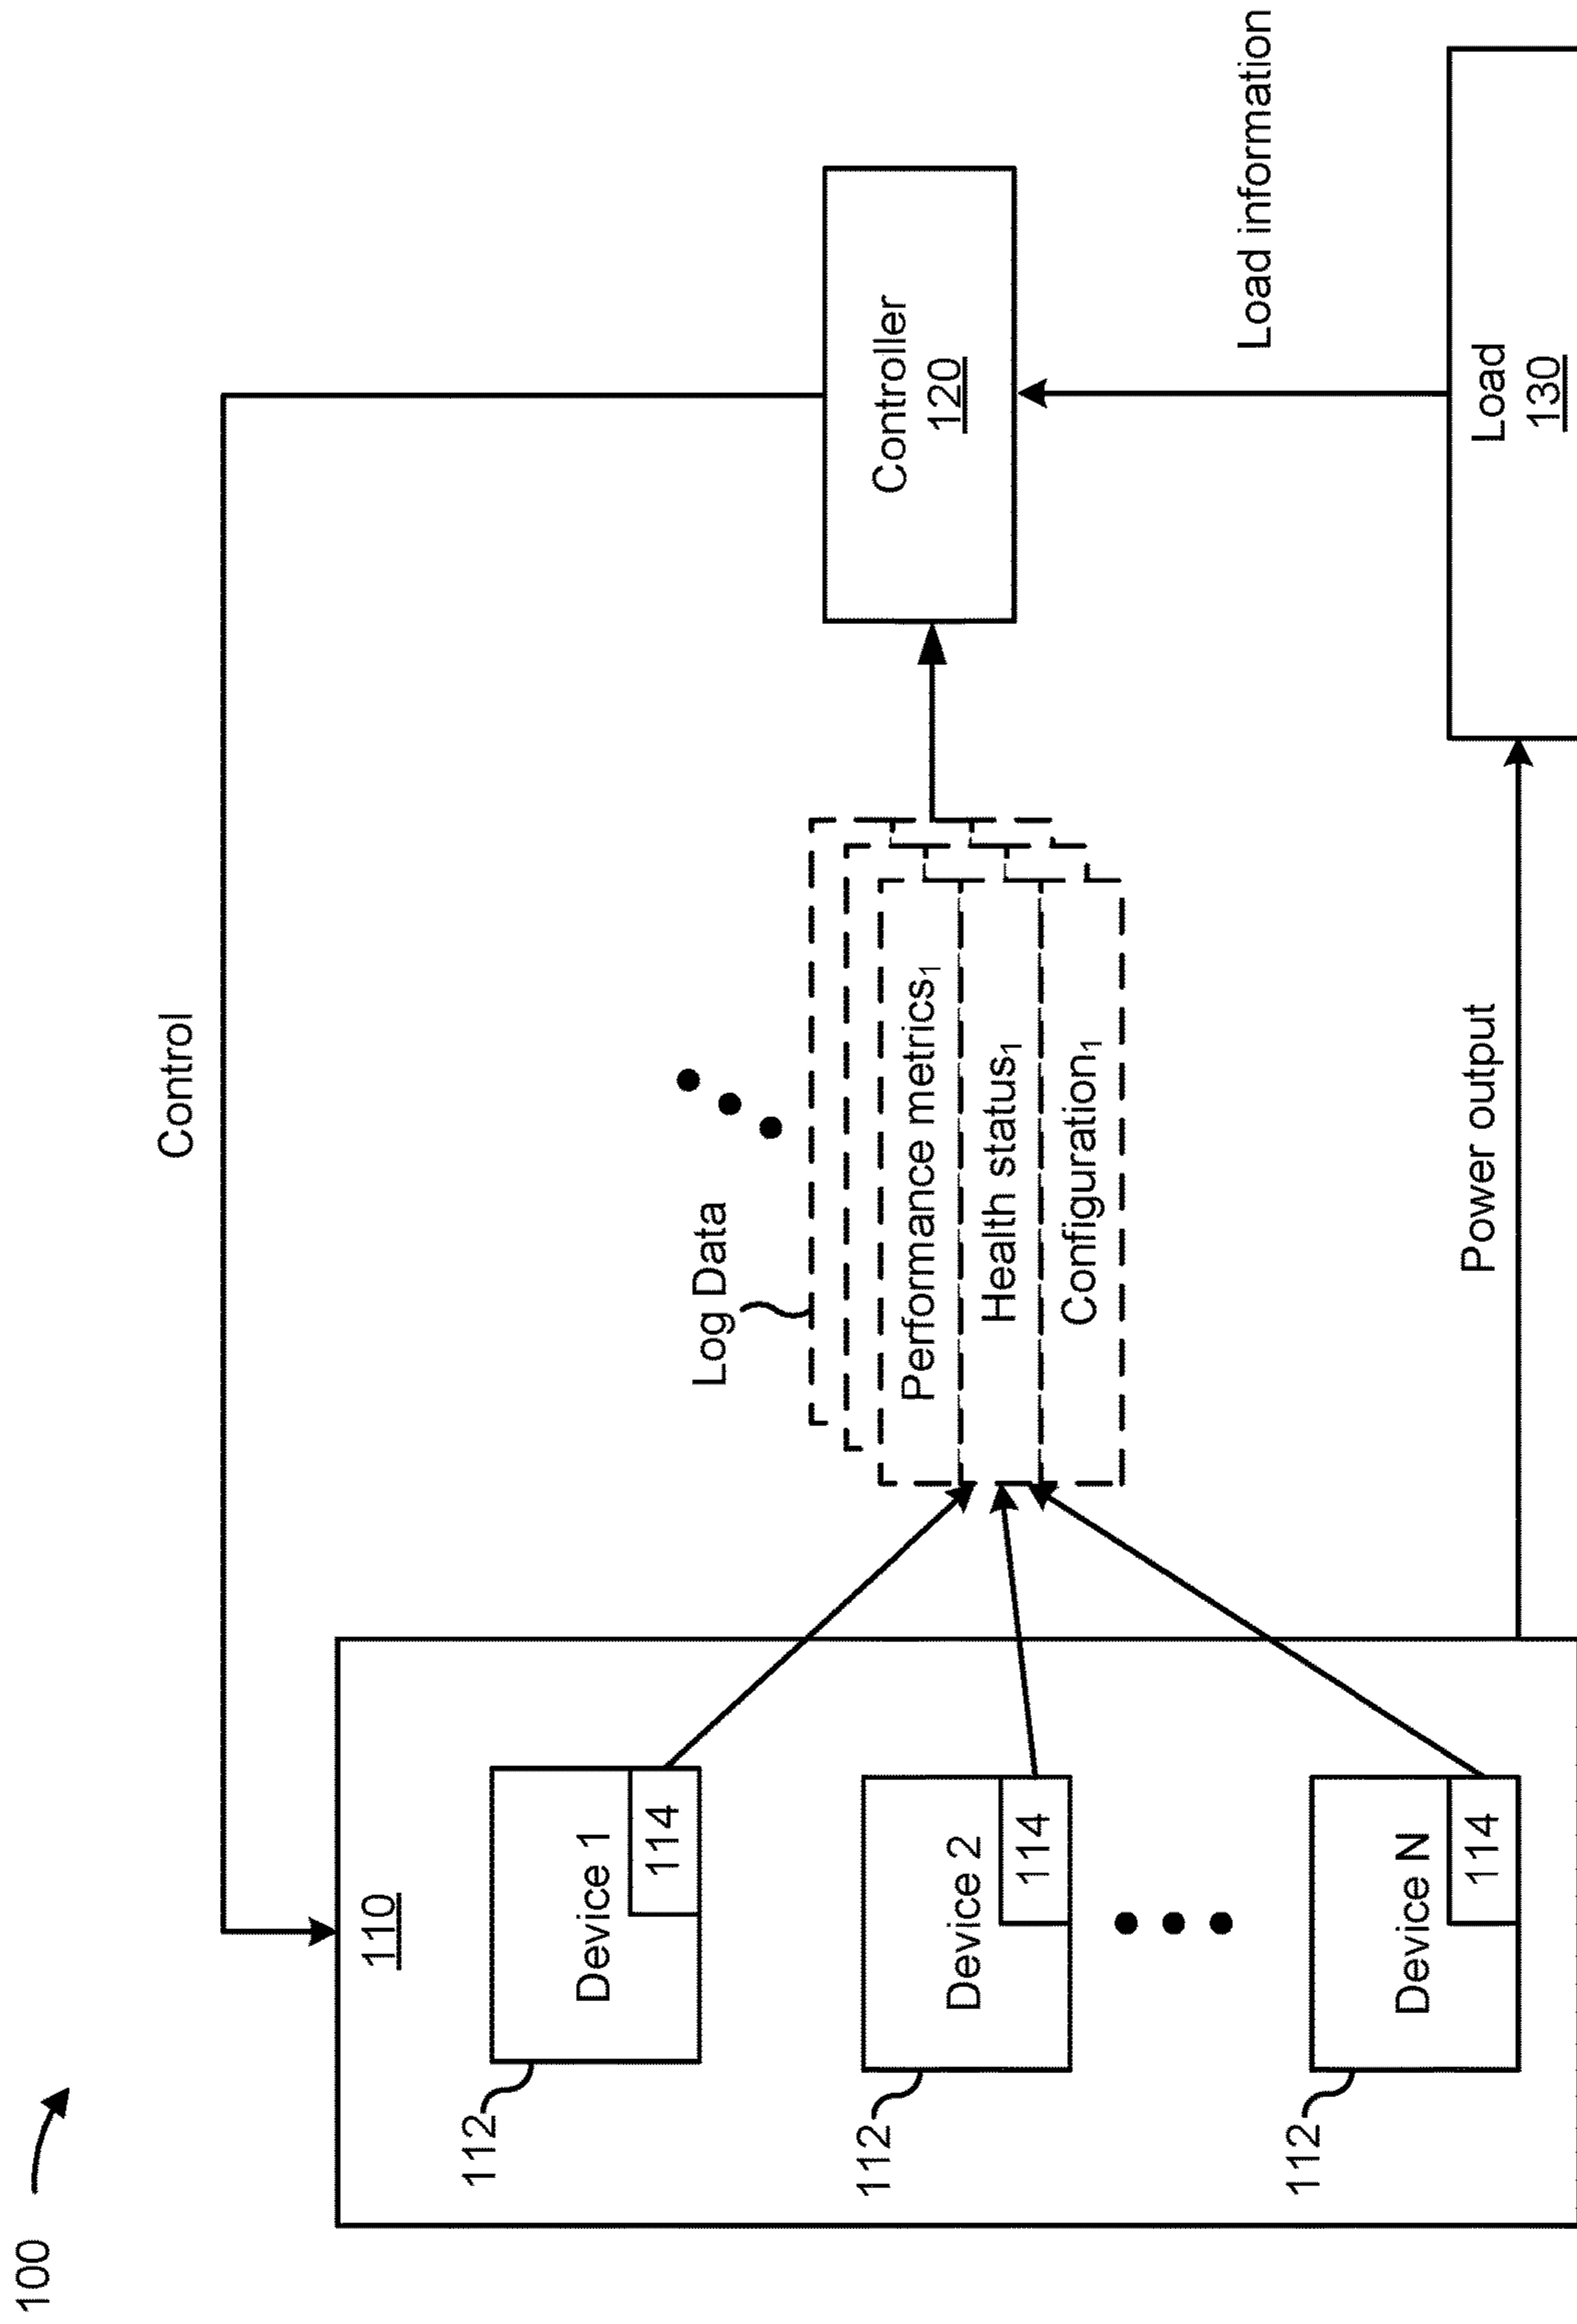 100
Control
110
112
Device 1
114
112
Device 2
114
112
Device N
114
Log Data
Performance metrics₁
Health status₁
Configuration₁
Controller
120
Load information
Power output
Load
130